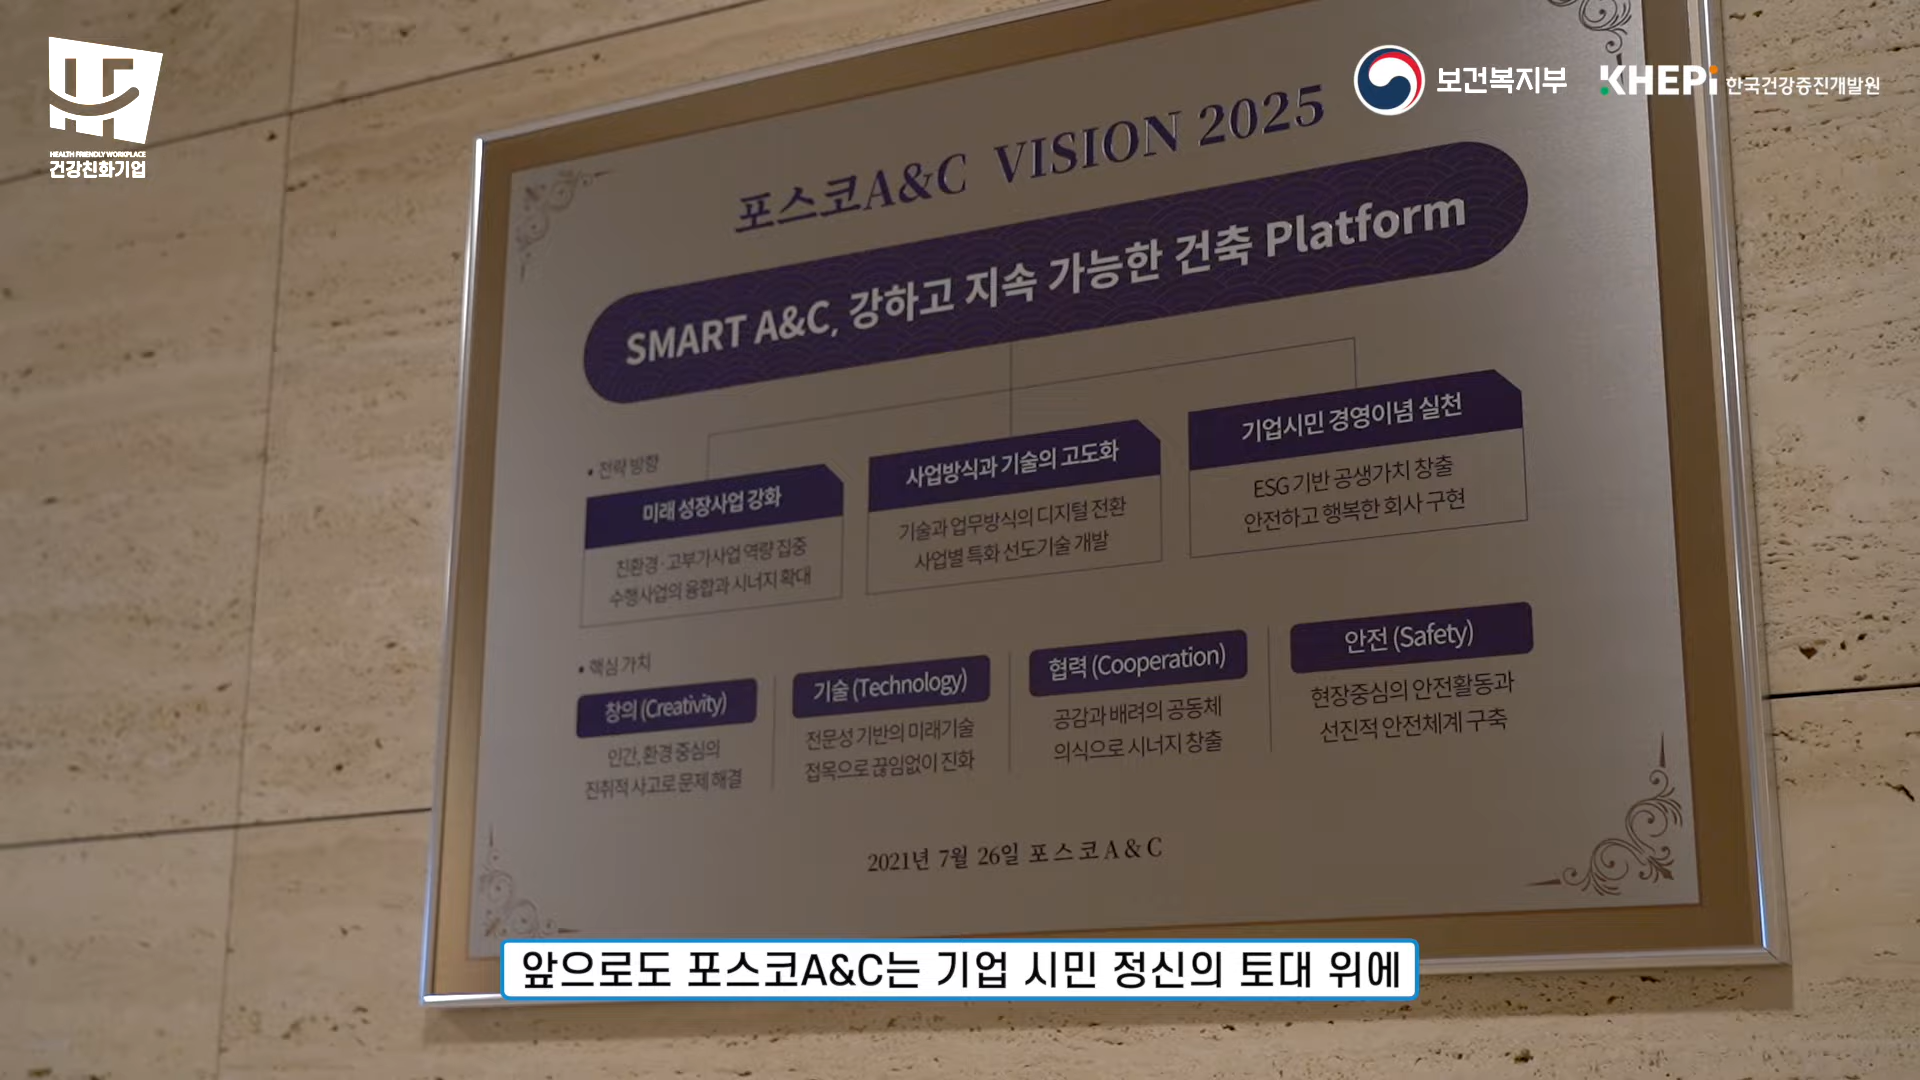 HEALTH FRIENDLY WORKPLACE
건강친화기업
보건복지부
KHEPi 한국건강증진개발원
포스코A&C VISION 2025
SMART A&C, 강하고 지속 가능한 건축 Platform
• 전략 방향
미래 성장사업 강화
친환경·고부가사업 역량 집중
수행사업의 융합과 시너지 확대
사업방식과 기술의 고도화
기술과 업무방식의 디지털 전환
사업별 특화 선도기술 개발
기업시민 경영이념 실천
ESG 기반 공생가치 창출
안전하고 행복한 회사 구현
• 핵심 가치
창의 (Creativity)
인간, 환경 중심의
진취적 사고로 문제 해결
기술 (Technology)
전문성 기반의 미래기술
접목으로 끊임없이 진화
협력 (Cooperation)
공감과 배려의 공동체
의식으로 시너지 창출
안전 (Safety)
현장중심의 안전활동과
선진적 안전체계 구축
2021년 7월 26일 포스코A&C
앞으로도 포스코A&C는 기업 시민 정신의 토대 위에